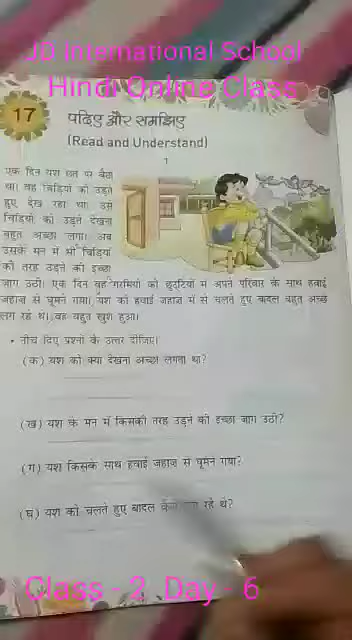 JD International School
Hindi Online Class
17
पढ़िए और समझिए
(Read and Understand)
1
एक दिन यश छत पर बैठा
था। वह चिड़ियों को उड़ते
हुए देख रहा था। उसे
चिड़ियों को उड़ते देखना
बहुत अच्छा लगा। अब
उसके मन में भी चिड़ियों
की तरह उड़ने की इच्छा
जाग उठी। एक दिन वह गरमियों की छुट्टियों में अपने परिवार के साथ हवाई
जहाज़ से घूमने गया। यश को हवाई जहाज़ में से चलते हुए बादल बहुत अच्छे
लग रहे थे। वह बहुत खुश हुआ।
• नीचे दिए प्रश्नों के उत्तर दीजिए।
(क) यश को क्या देखना अच्छा लगता था?
(ख) यश के मन में किसकी तरह उड़ने की इच्छा जाग उठी?
(ग) यश किसके साथ हवाई जहाज़ से घूमने गया?
(घ) यश को चलते हुए बादल रहे थे?
Class - 2 Day - 6